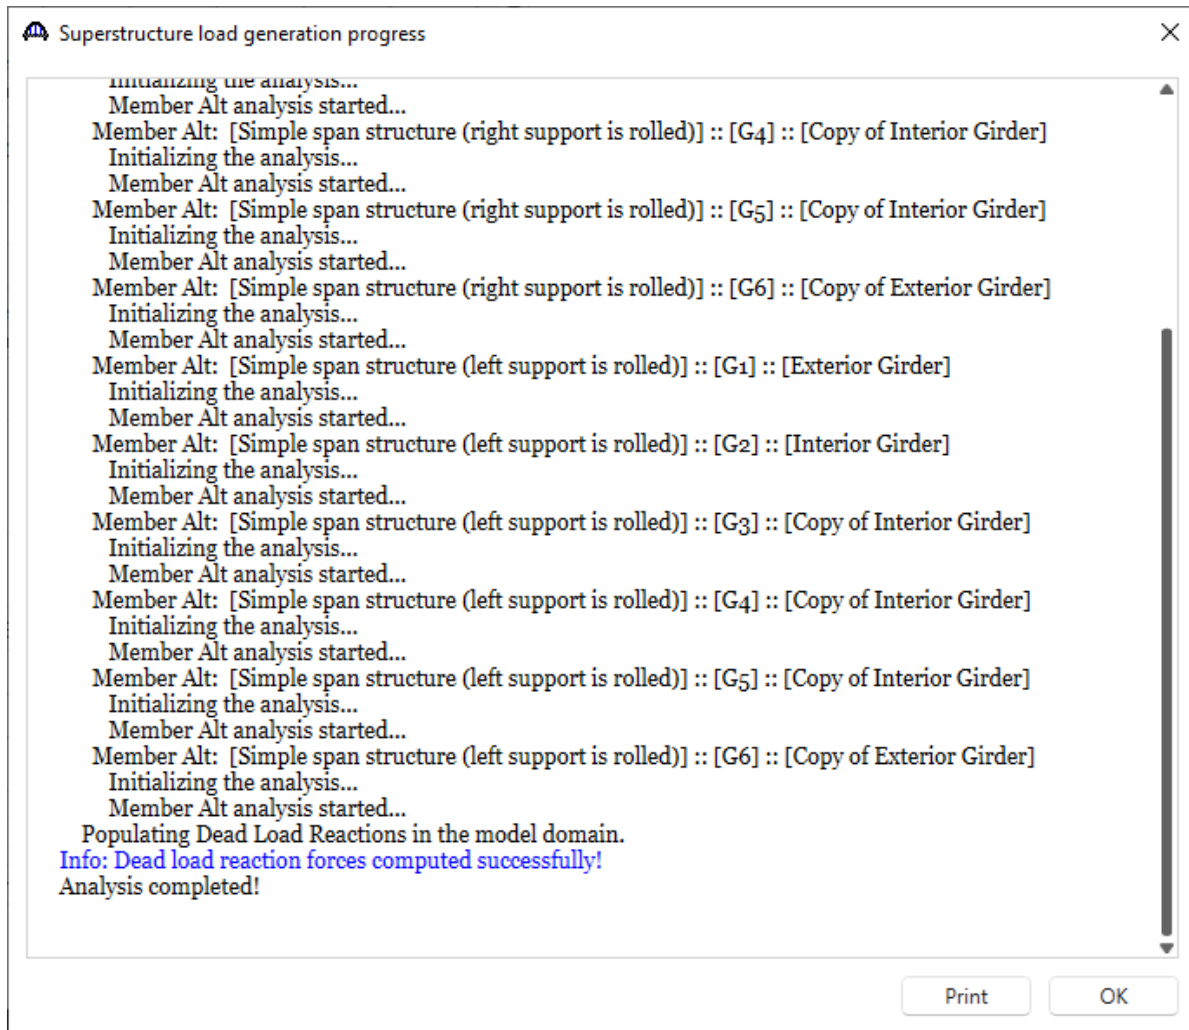 Superstructure load generation progress
Initializing the analysis...
Member Alt analysis started...
Member Alt:  [Simple span structure (right support is rolled)] :: [G4] :: [Copy of Interior Girder]
Initializing the analysis...
Member Alt analysis started...
Member Alt:  [Simple span structure (right support is rolled)] :: [G5] :: [Copy of Interior Girder]
Initializing the analysis...
Member Alt analysis started...
Member Alt:  [Simple span structure (right support is rolled)] :: [G6] :: [Copy of Exterior Girder]
Initializing the analysis...
Member Alt analysis started...
Member Alt:  [Simple span structure (left support is rolled)] :: [G1] :: [Exterior Girder]
Initializing the analysis...
Member Alt analysis started...
Member Alt:  [Simple span structure (left support is rolled)] :: [G2] :: [Interior Girder]
Initializing the analysis...
Member Alt analysis started...
Member Alt:  [Simple span structure (left support is rolled)] :: [G3] :: [Copy of Interior Girder]
Initializing the analysis...
Member Alt analysis started...
Member Alt:  [Simple span structure (left support is rolled)] :: [G4] :: [Copy of Interior Girder]
Initializing the analysis...
Member Alt analysis started...
Member Alt:  [Simple span structure (left support is rolled)] :: [G5] :: [Copy of Interior Girder]
Initializing the analysis...
Member Alt analysis started...
Member Alt:  [Simple span structure (left support is rolled)] :: [G6] :: [Copy of Exterior Girder]
Initializing the analysis...
Member Alt analysis started...
Populating Dead Load Reactions in the model domain.
Info: Dead load reaction forces computed successfully!
Analysis completed!
Print
OK